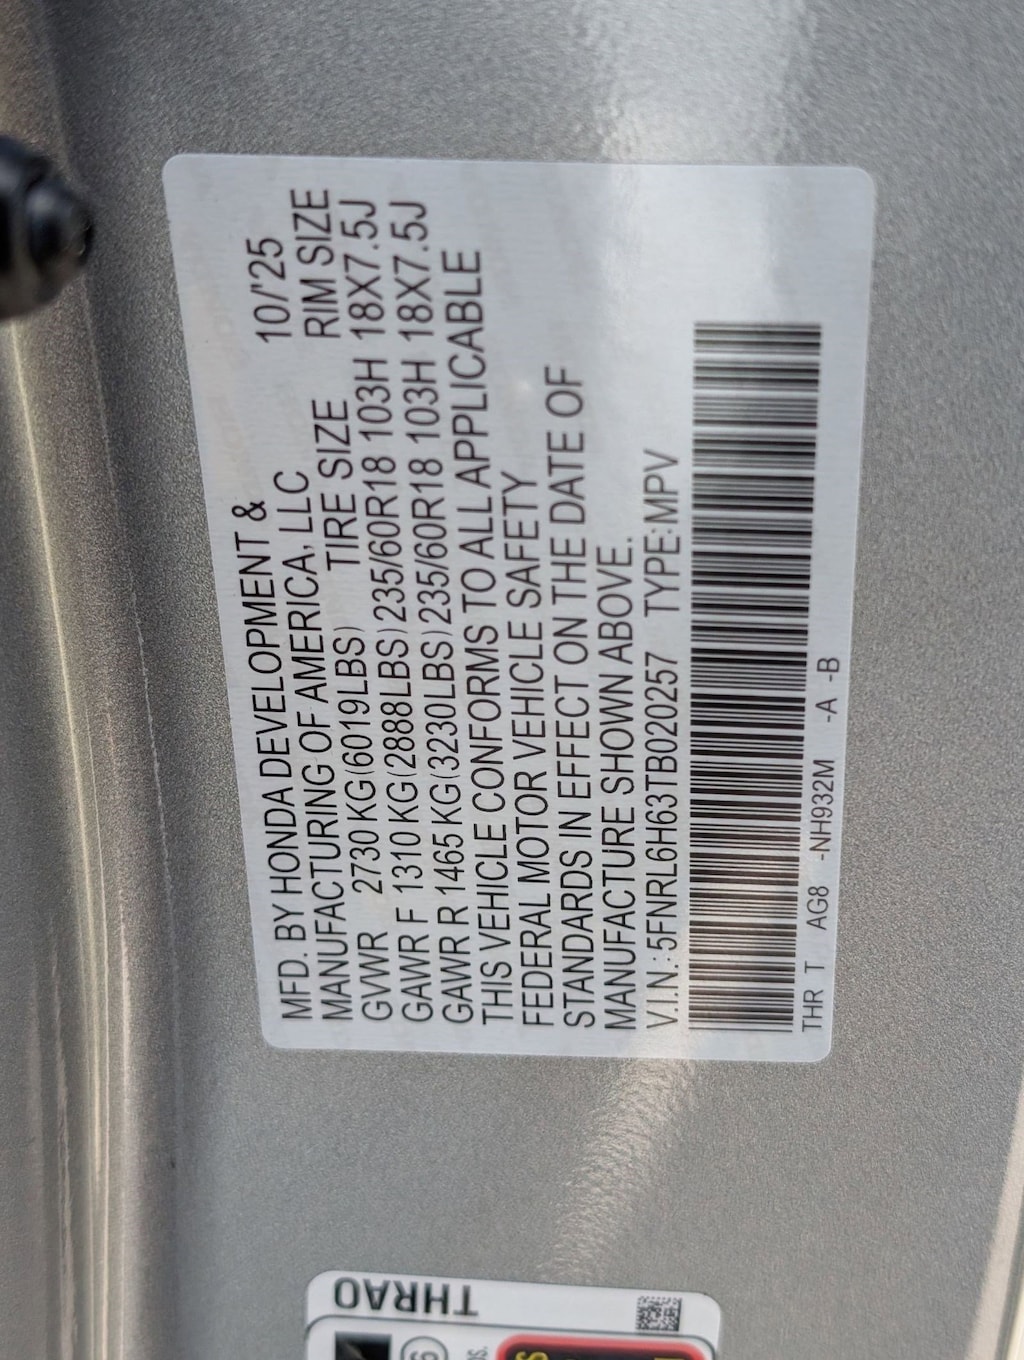 MFD. BY HONDA DEVELOPMENT & 10/'25
MANUFACTURING OF AMERICA, LLC
TIRE SIZE RIM SIZE
GVWR 2730 KG(6019LBS)
GAWR F 1310 KG(2888LBS) 235/60R18 103H 18X7.5J
GAWR R 1465 KG(3230LBS) 235/60R18 103H 18X7.5J
THIS VEHICLE CONFORMS TO ALL APPLICABLE
FEDERAL MOTOR VEHICLE SAFETY
STANDARDS IN EFFECT ON THE DATE OF
MANUFACTURE SHOWN ABOVE.
V.I.N.: 5FNRL6H63TB020257 TYPE:MPV
THR T AG8 -NH932M -A -B
THRAO